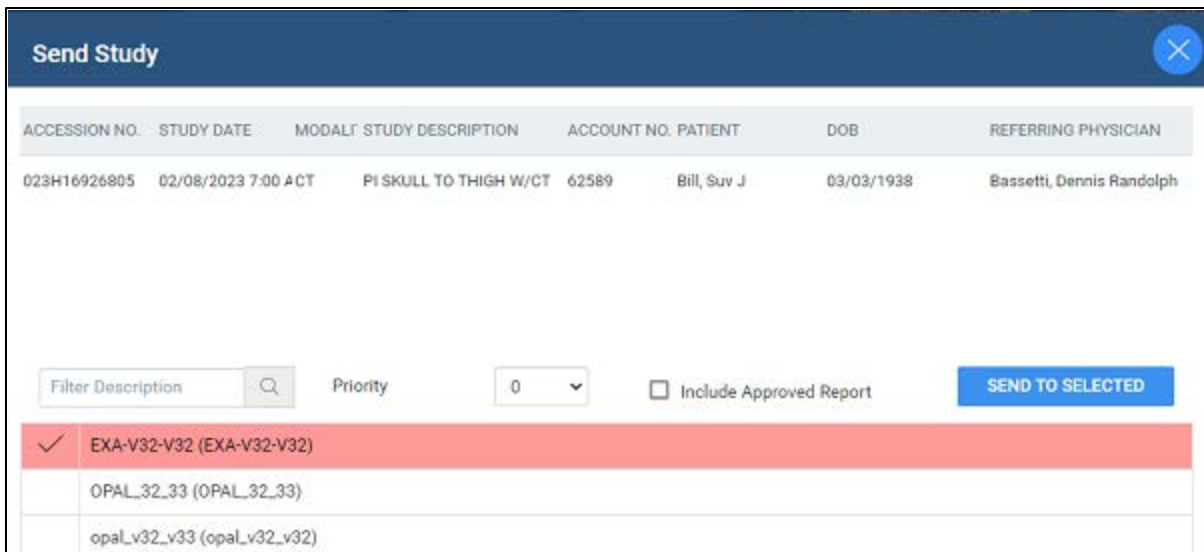 Send Study
ACCESSION NO. STUDY DATE MODALI STUDY DESCRIPTION ACCOUNT NO. PATIENT DOB REFERRING PHYSICIAN
023H16926805 02/08/2023 7:00 A CT PI SKULL TO THIGH W/CT 62589 Bill, Suv J 03/03/1938 Bassetti, Dennis Randolph
Filter Description Priority 0 Include Approved Report SEND TO SELECTED
EXA-V32-V32 (EXA-V32-V32)
OPAL_32_33 (OPAL_32_33)
opal_v32_v33 (opal_v32_v32)